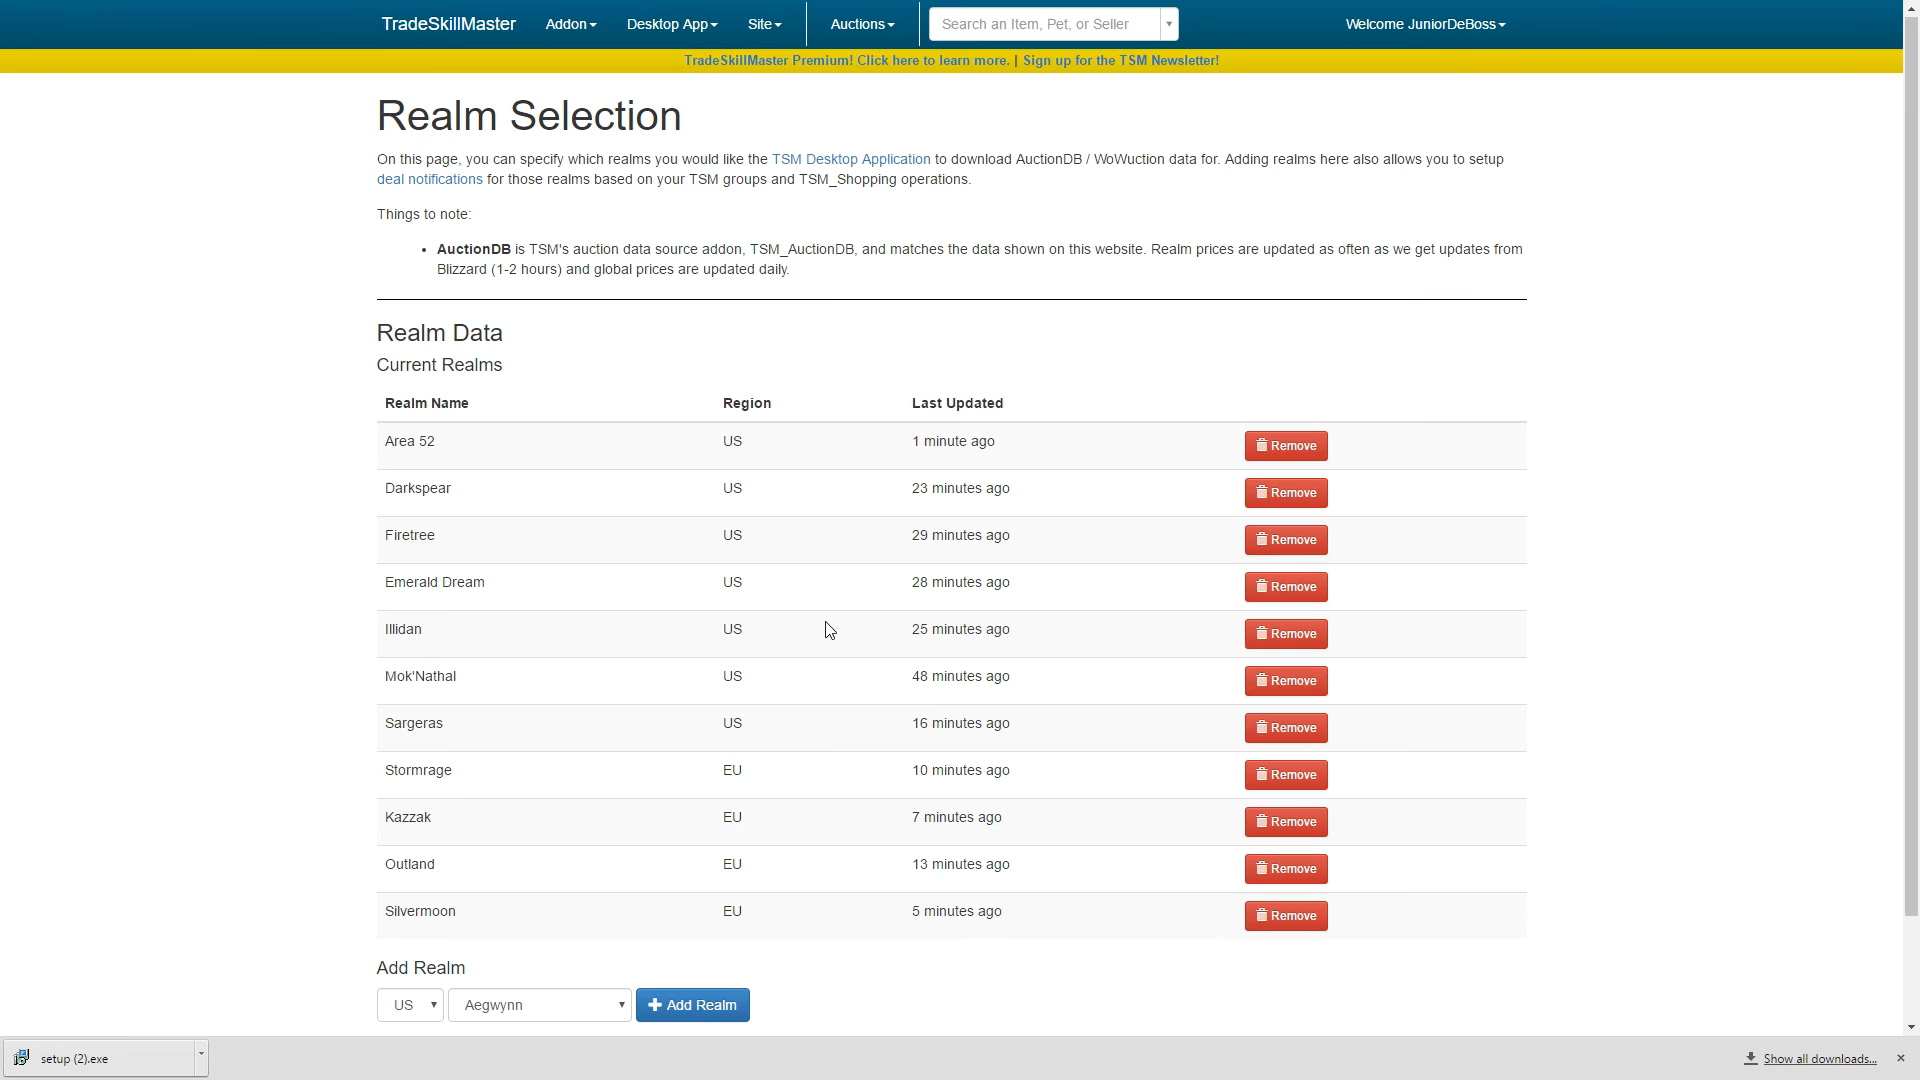 TradeSkillMaster Addon Desktop App Site Auctions Search an Item, Pet, or Seller Welcome JuniorDeBoss
TradeSkillMaster Premium! Click here to learn more. | Sign up for the TSM Newsletter!
Realm Selection
On this page, you can specify which realms you would like the TSM Desktop Application to download AuctionDB / WoWuction data for. Adding realms here also allows you to setup
deal notifications for those realms based on your TSM groups and TSM_Shopping operations.
Things to note:
• AuctionDB is TSM's auction data source addon, TSM_AuctionDB, and matches the data shown on this website. Realm prices are updated as often as we get updates from
Blizzard (1-2 hours) and global prices are updated daily.
Realm Data
Current Realms
Realm Name Region Last Updated
Area 52 US 1 minute ago Remove
Darkspear US 23 minutes ago Remove
Firetree US 29 minutes ago Remove
Emerald Dream US 28 minutes ago Remove
Illidan US 25 minutes ago Remove
Mok'Nathal US 48 minutes ago Remove
Sargeras US 16 minutes ago Remove
Stormrage EU 10 minutes ago Remove
Kazzak EU 7 minutes ago Remove
Outland EU 13 minutes ago Remove
Silvermoon EU 5 minutes ago Remove
Add Realm
US Aegwynn Add Realm
setup (2).exe Show all downloads...